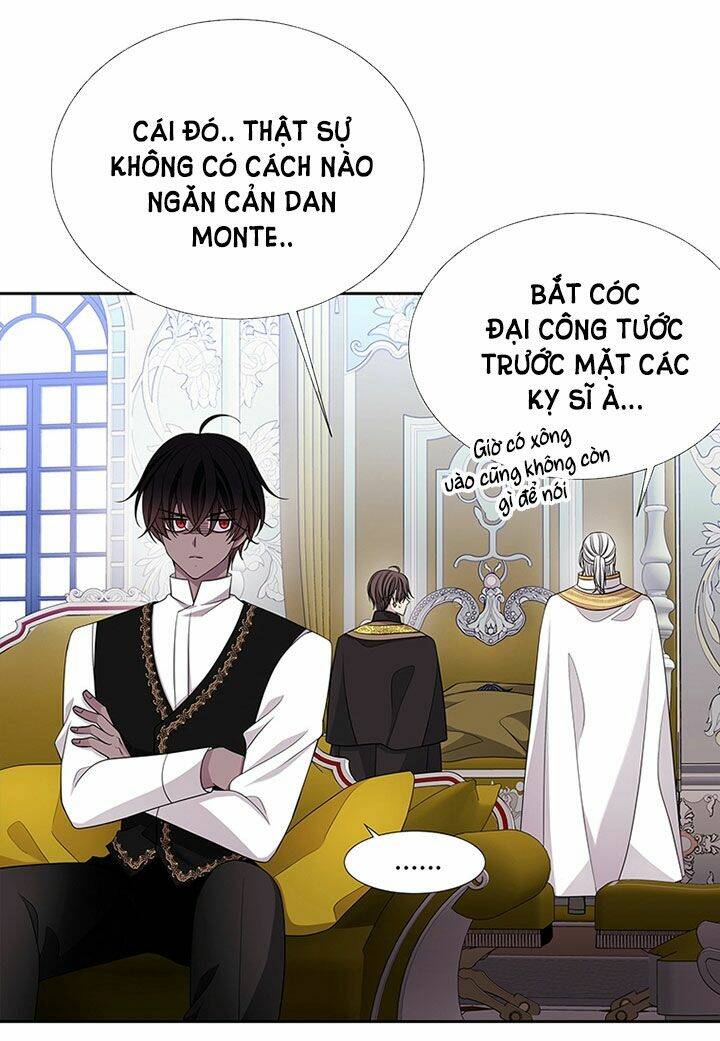 CÁI ĐÓ.. THẬT SỰ
KHÔNG CÓ CÁCH NÀO
NGĂN CẢN DAN
MONTE..
BẮT CÓC
ĐẠI CÔNG TƯỚC
TRƯỚC MẶT CÁC
KỴ SĨ À...
Giờ có xông
vào cũng không còn
gì để nói
......